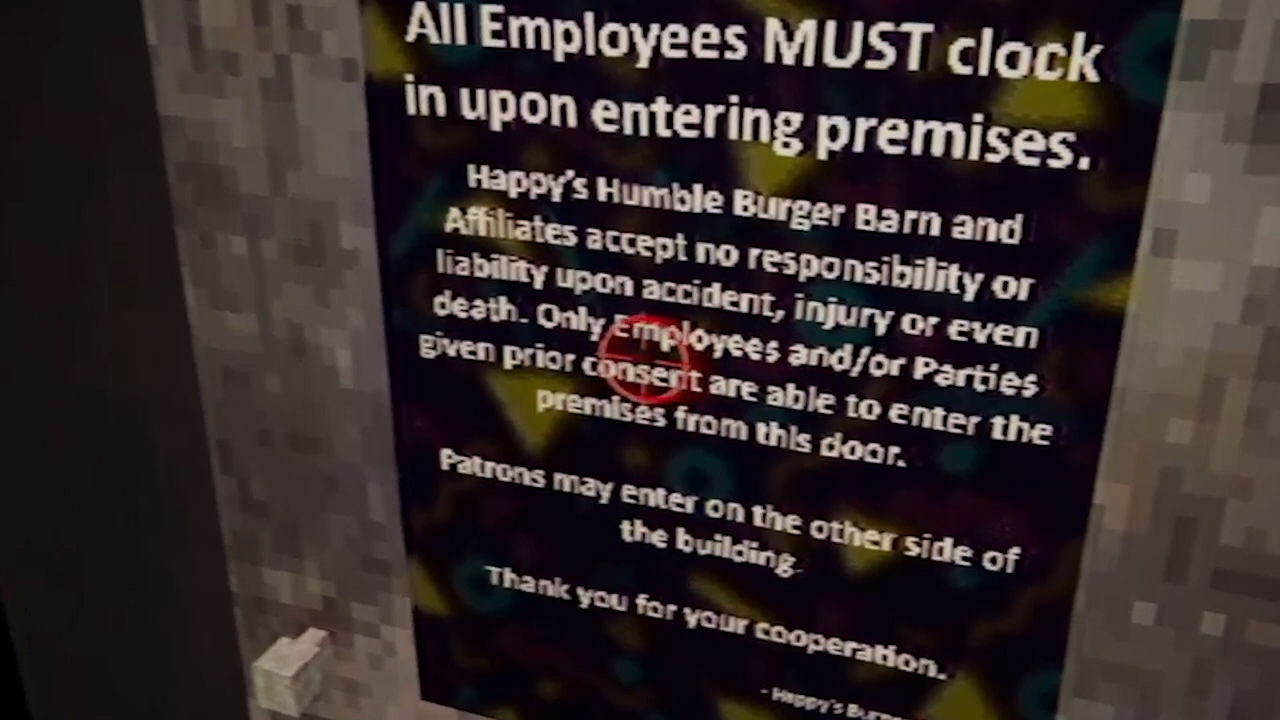 All Employees MUST clock
in upon entering premises.
Happy's Humble Burger Barn and
Affiliates accept no responsibility or
liability upon accident, injury or even
death. Only Employees and/or Parties
given prior consent are able to enter the
premises from this door.
Patrons may enter on the other side of
the building.
Thank you for your cooperation.
- Happy's